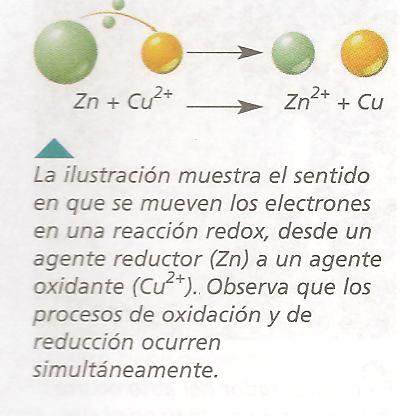 Zn + Cu²⁺ → Zn²⁺ + Cu
La ilustración muestra el sentido
en que se mueven los electrones
en una reacción redox, desde un
agente reductor (Zn) a un agente
oxidante (Cu²⁺). Observa que los
procesos de oxidación y de
reducción ocurren
simultáneamente.